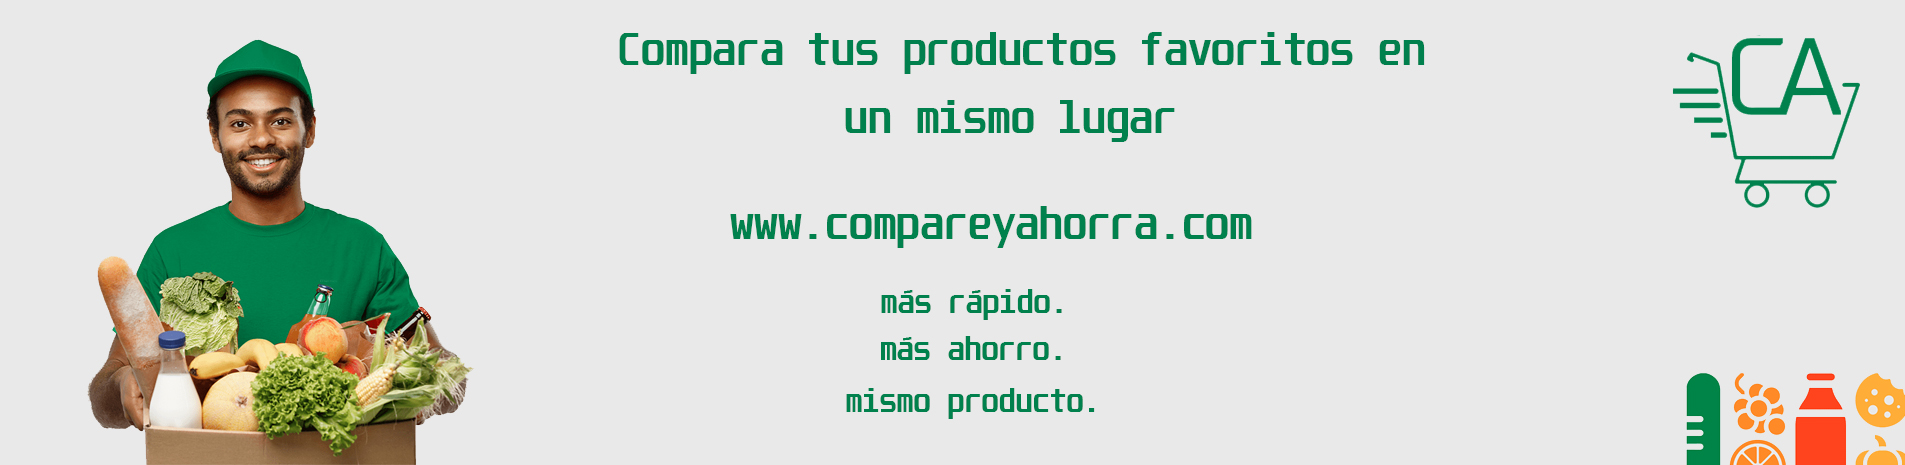 Compara tus productos favoritos en
un mismo lugar
CA
www.compareyahorra.com
más rápido.
más ahorro.
mismo producto.